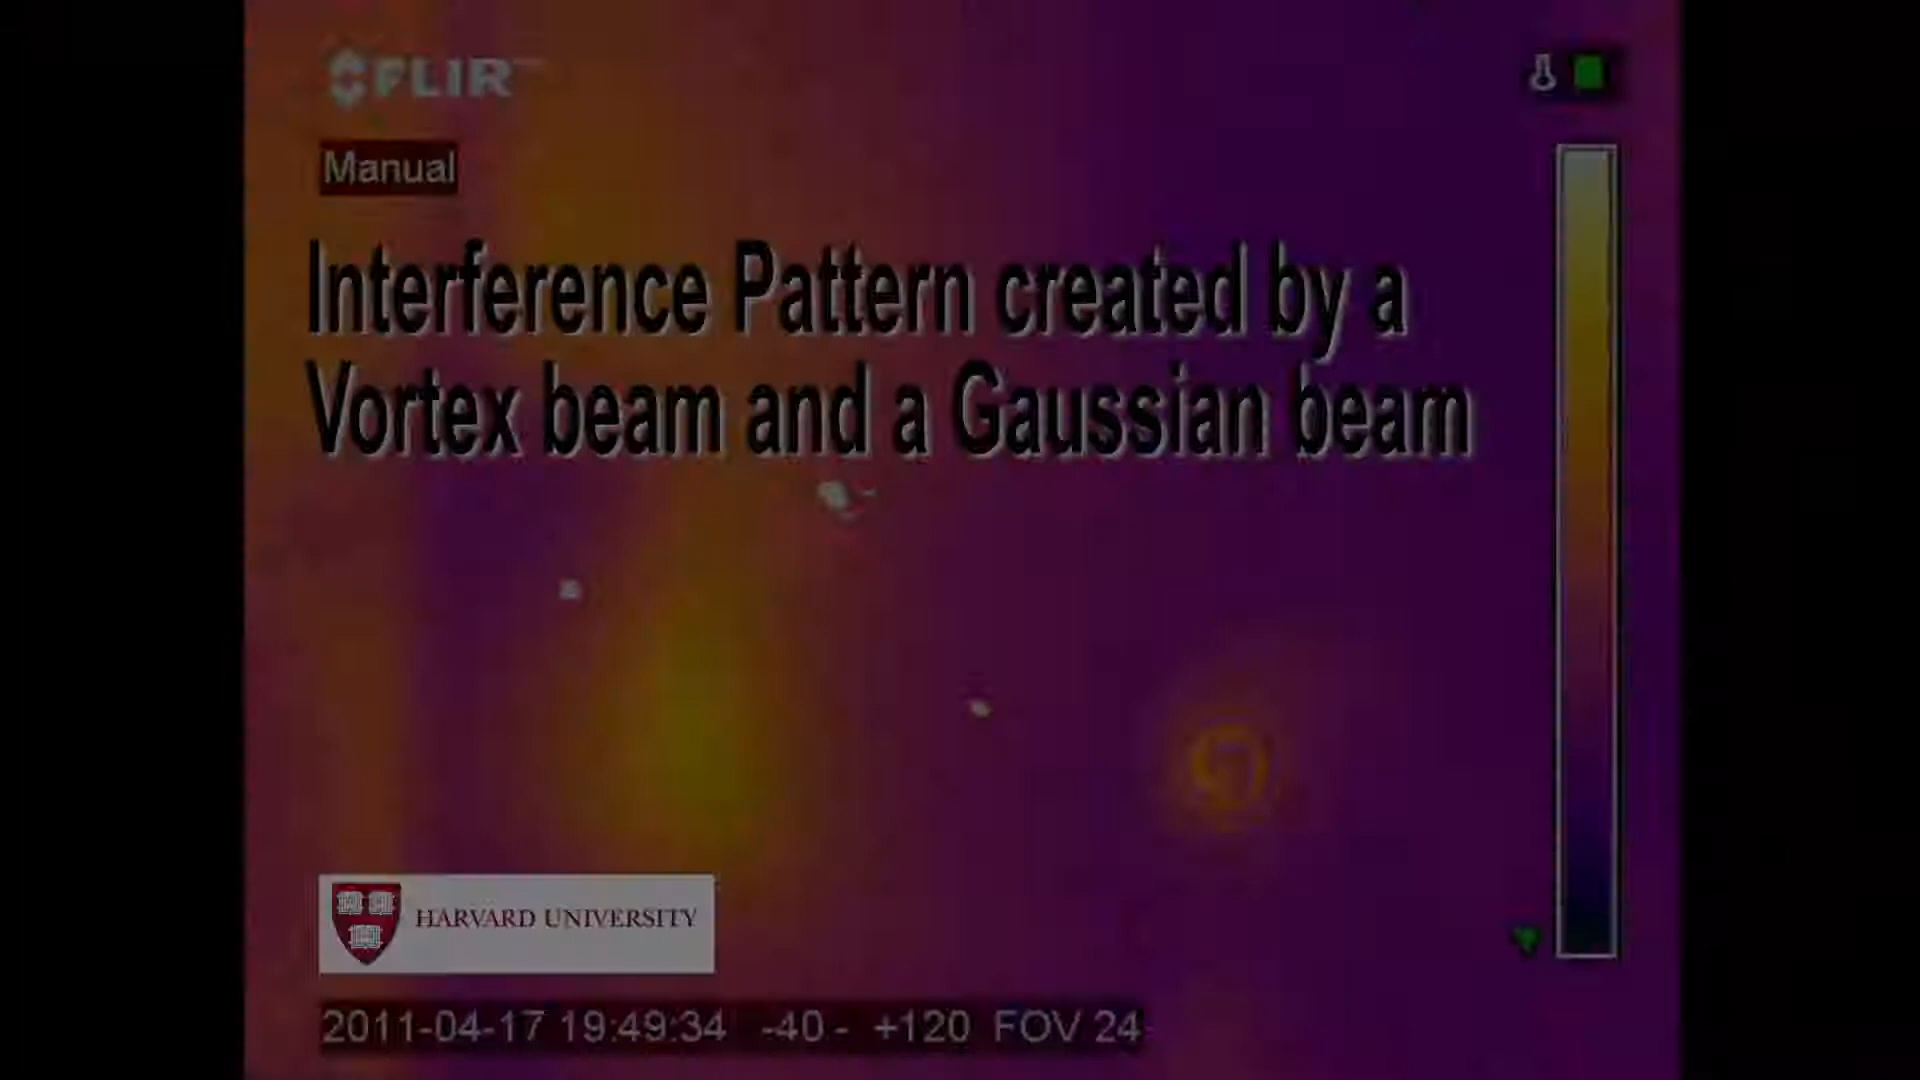 FLIR
Manual
Interference Pattern created by a
Vortex beam and a Gaussian beam
HARVARD UNIVERSITY
2011-04-17 19:49:34 -40 - +120 FOV 24